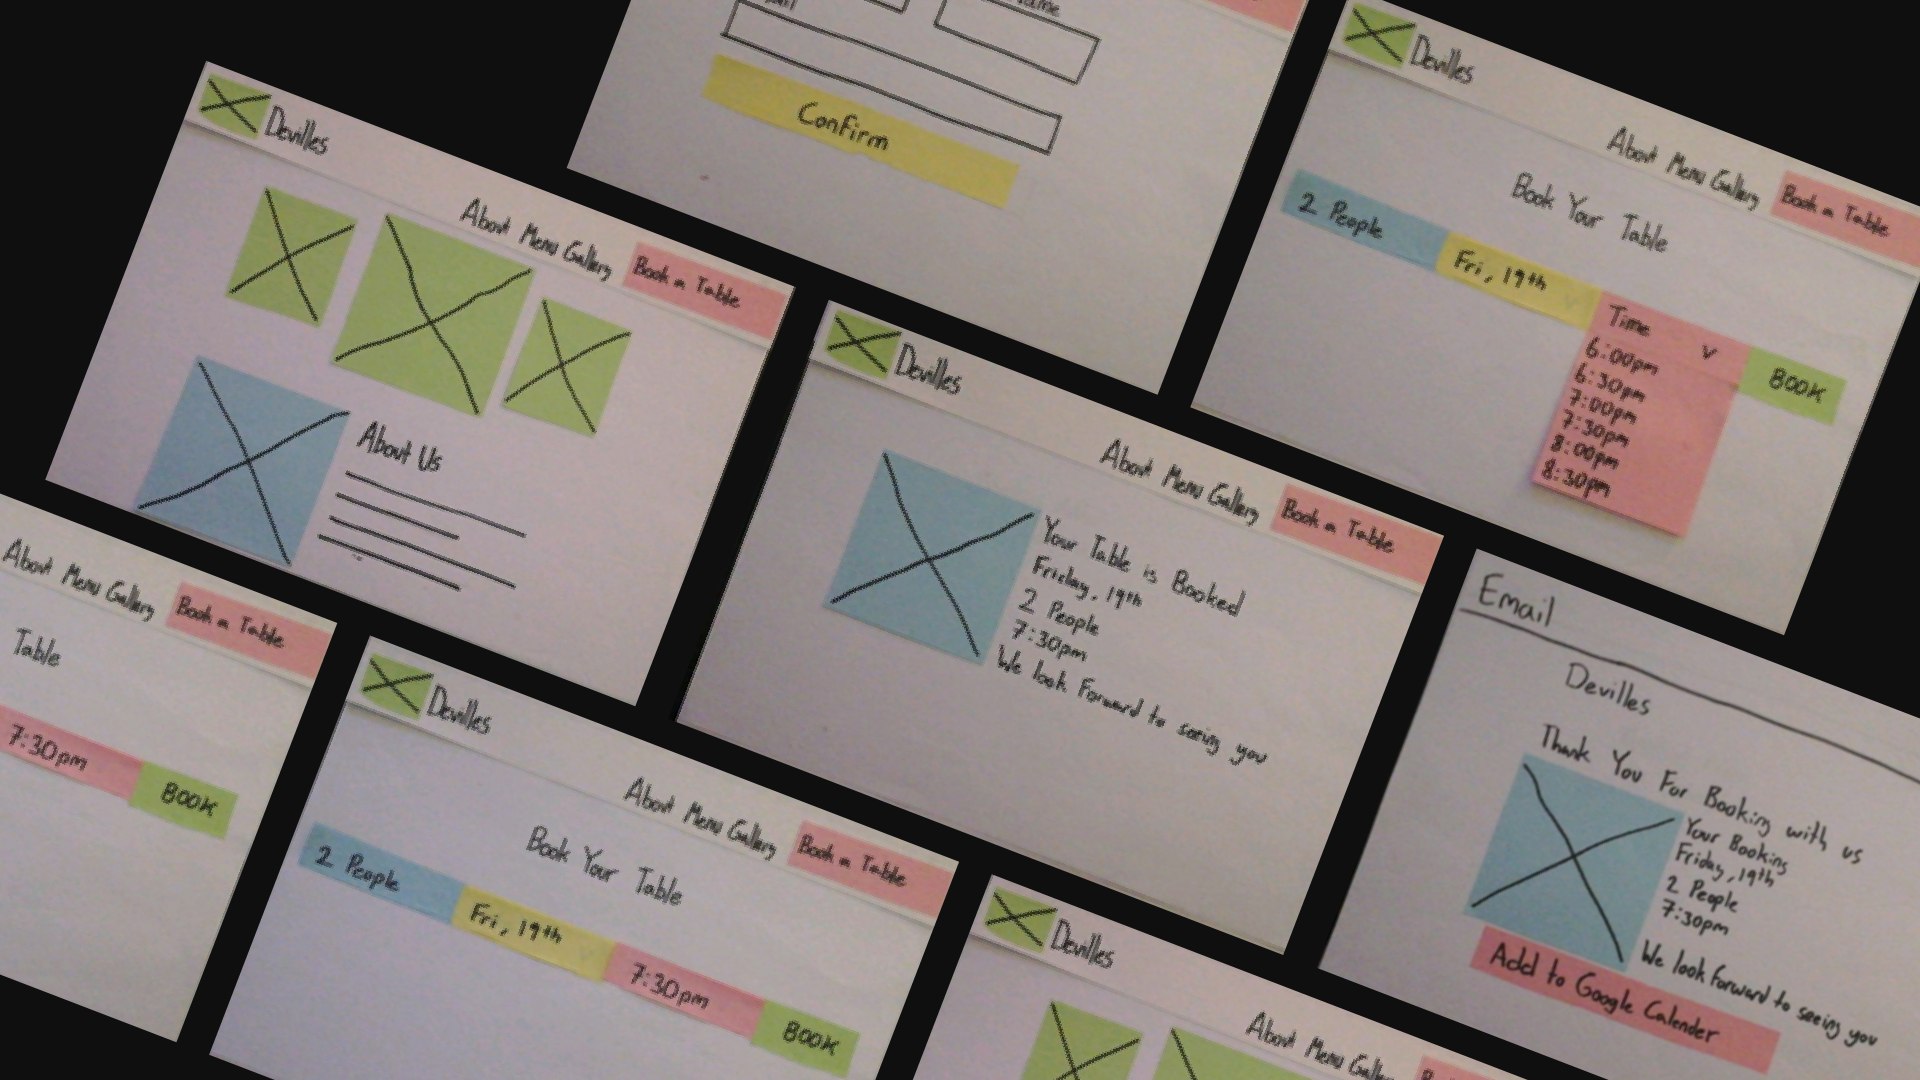 Confirm
Devilles
About Menu Gallery Book a Table
Book Your Table
2 People
Fri, 19th
Time v
6:00pm
6:30pm
7:00pm
7:30pm
8:00pm
8:30pm
BOOK
Devilles
About Menu Gallery Book a Table
About Us
Devilles
About Menu Gallery Book a Table
Your Table is Booked
Friday, 19th
2 People
7:30pm
We look forward to seeing you
Email
Devilles
Thank You For Booking with us
Your Booking
Friday, 19th
2 People
7:30pm
We look forward to seeing you
Add to Google Calender
About Menu Gallery Book a Table
Table
7:30pm
BOOK
Devilles
About Menu Gallery Book a Table
Book Your Table
2 People
Fri, 19th
7:30pm
BOOK
Devilles
About Menu Gallery